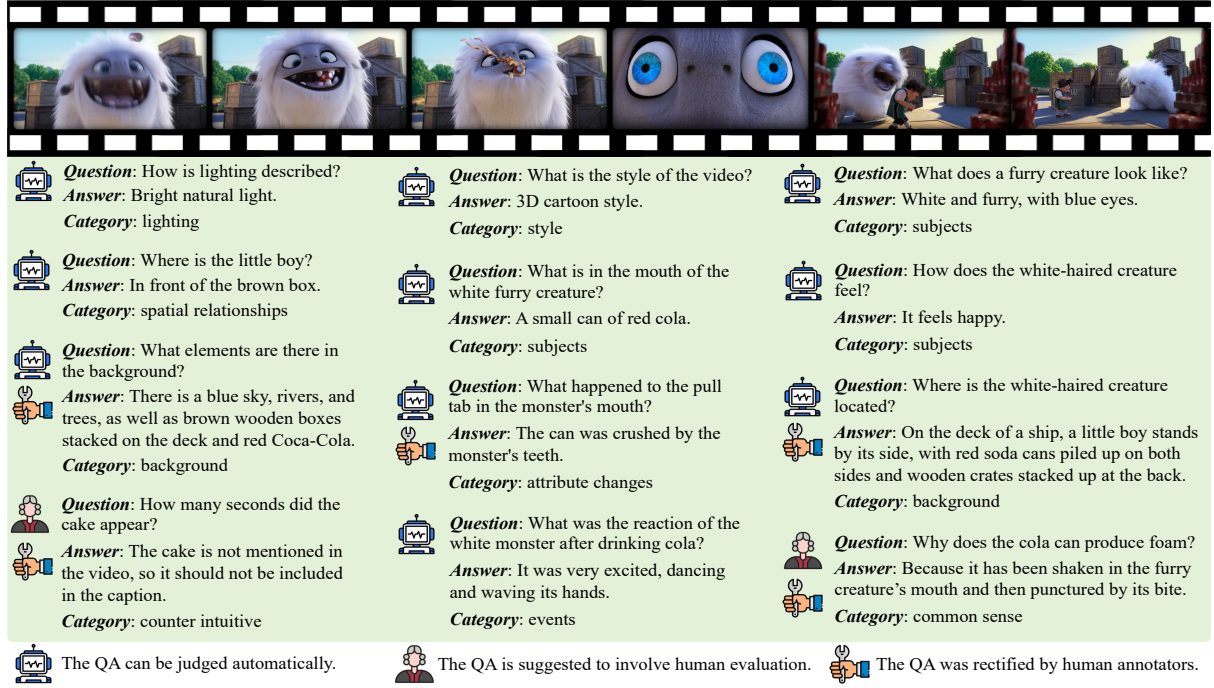 Question: How is lighting described?
Answer: Bright natural light.
Category: lighting
Question: Where is the little boy?
Answer: In front of the brown box.
Category: spatial relationships
Question: What elements are there in
the background?
Answer: There is a blue sky, rivers, and
trees, as well as brown wooden boxes
stacked on the deck and red Coca-Cola.
Category: background
Question: How many seconds did the
cake appear?
Answer: The cake is not mentioned in
the video, so it should not be included
in the caption.
Category: counter intuitive
Question: What is the style of the video?
Answer: 3D cartoon style.
Category: style
Question: What is in the mouth of the
white furry creature?
Answer: A small can of red cola.
Category: subjects
Question: What happened to the pull
tab in the monster's mouth?
Answer: The can was crushed by the
monster's teeth.
Category: attribute changes
Question: What was the reaction of the
white monster after drinking cola?
Answer: It was very excited, dancing
and waving its hands.
Category: events
Question: What does a furry creature look like?
Answer: White and furry, with blue eyes.
Category: subjects
Question: How does the white-haired creature
feel?
Answer: It feels happy.
Category: subjects
Question: Where is the white-haired creature
located?
Answer: On the deck of a ship, a little boy stands
by its side, with red soda cans piled up on both
sides and wooden crates stacked up at the back.
Category: background
Question: Why does the cola can produce foam?
Answer: Because it has been shaken in the furry
creature’s mouth and then punctured by its bite.
Category: common sense
The QA can be judged automatically.
The QA is suggested to involve human evaluation.
The QA was rectified by human annotators.